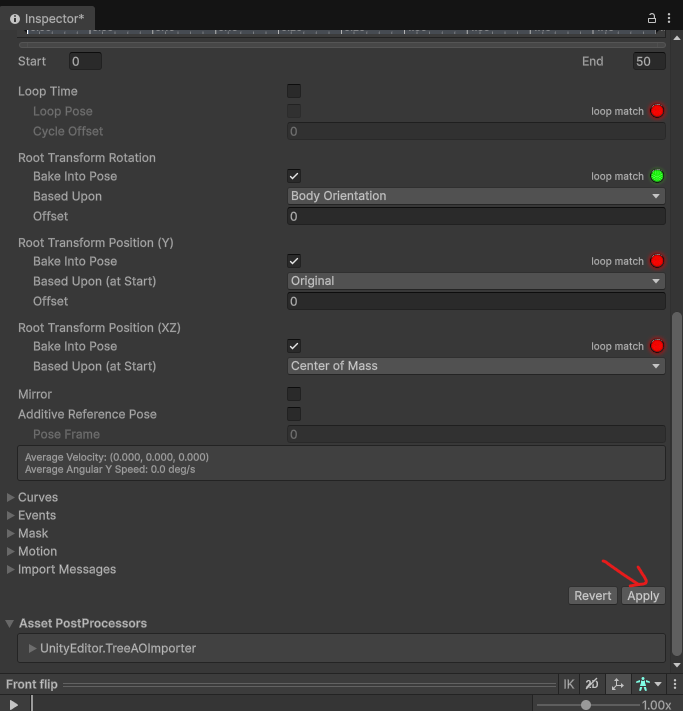 Inspector*
Start 0 End 50
Loop Time
Loop Pose loop match
Cycle Offset 0
Root Transform Rotation
Bake Into Pose loop match
Based Upon Body Orientation
Offset 0
Root Transform Position (Y)
Bake Into Pose loop match
Based Upon (at Start) Original
Offset 0
Root Transform Position (XZ)
Bake Into Pose loop match
Based Upon (at Start) Center of Mass
Mirror
Additive Reference Pose
Pose Frame 0
Average Velocity: (0.000, 0.000, 0.000)
Average Angular Y Speed: 0.0 deg/s
Curves
Events
Mask
Motion
Import Messages
Revert Apply
Asset PostProcessors
UnityEditor.TreeAOImporter
Front flip IK 2D
1.00x